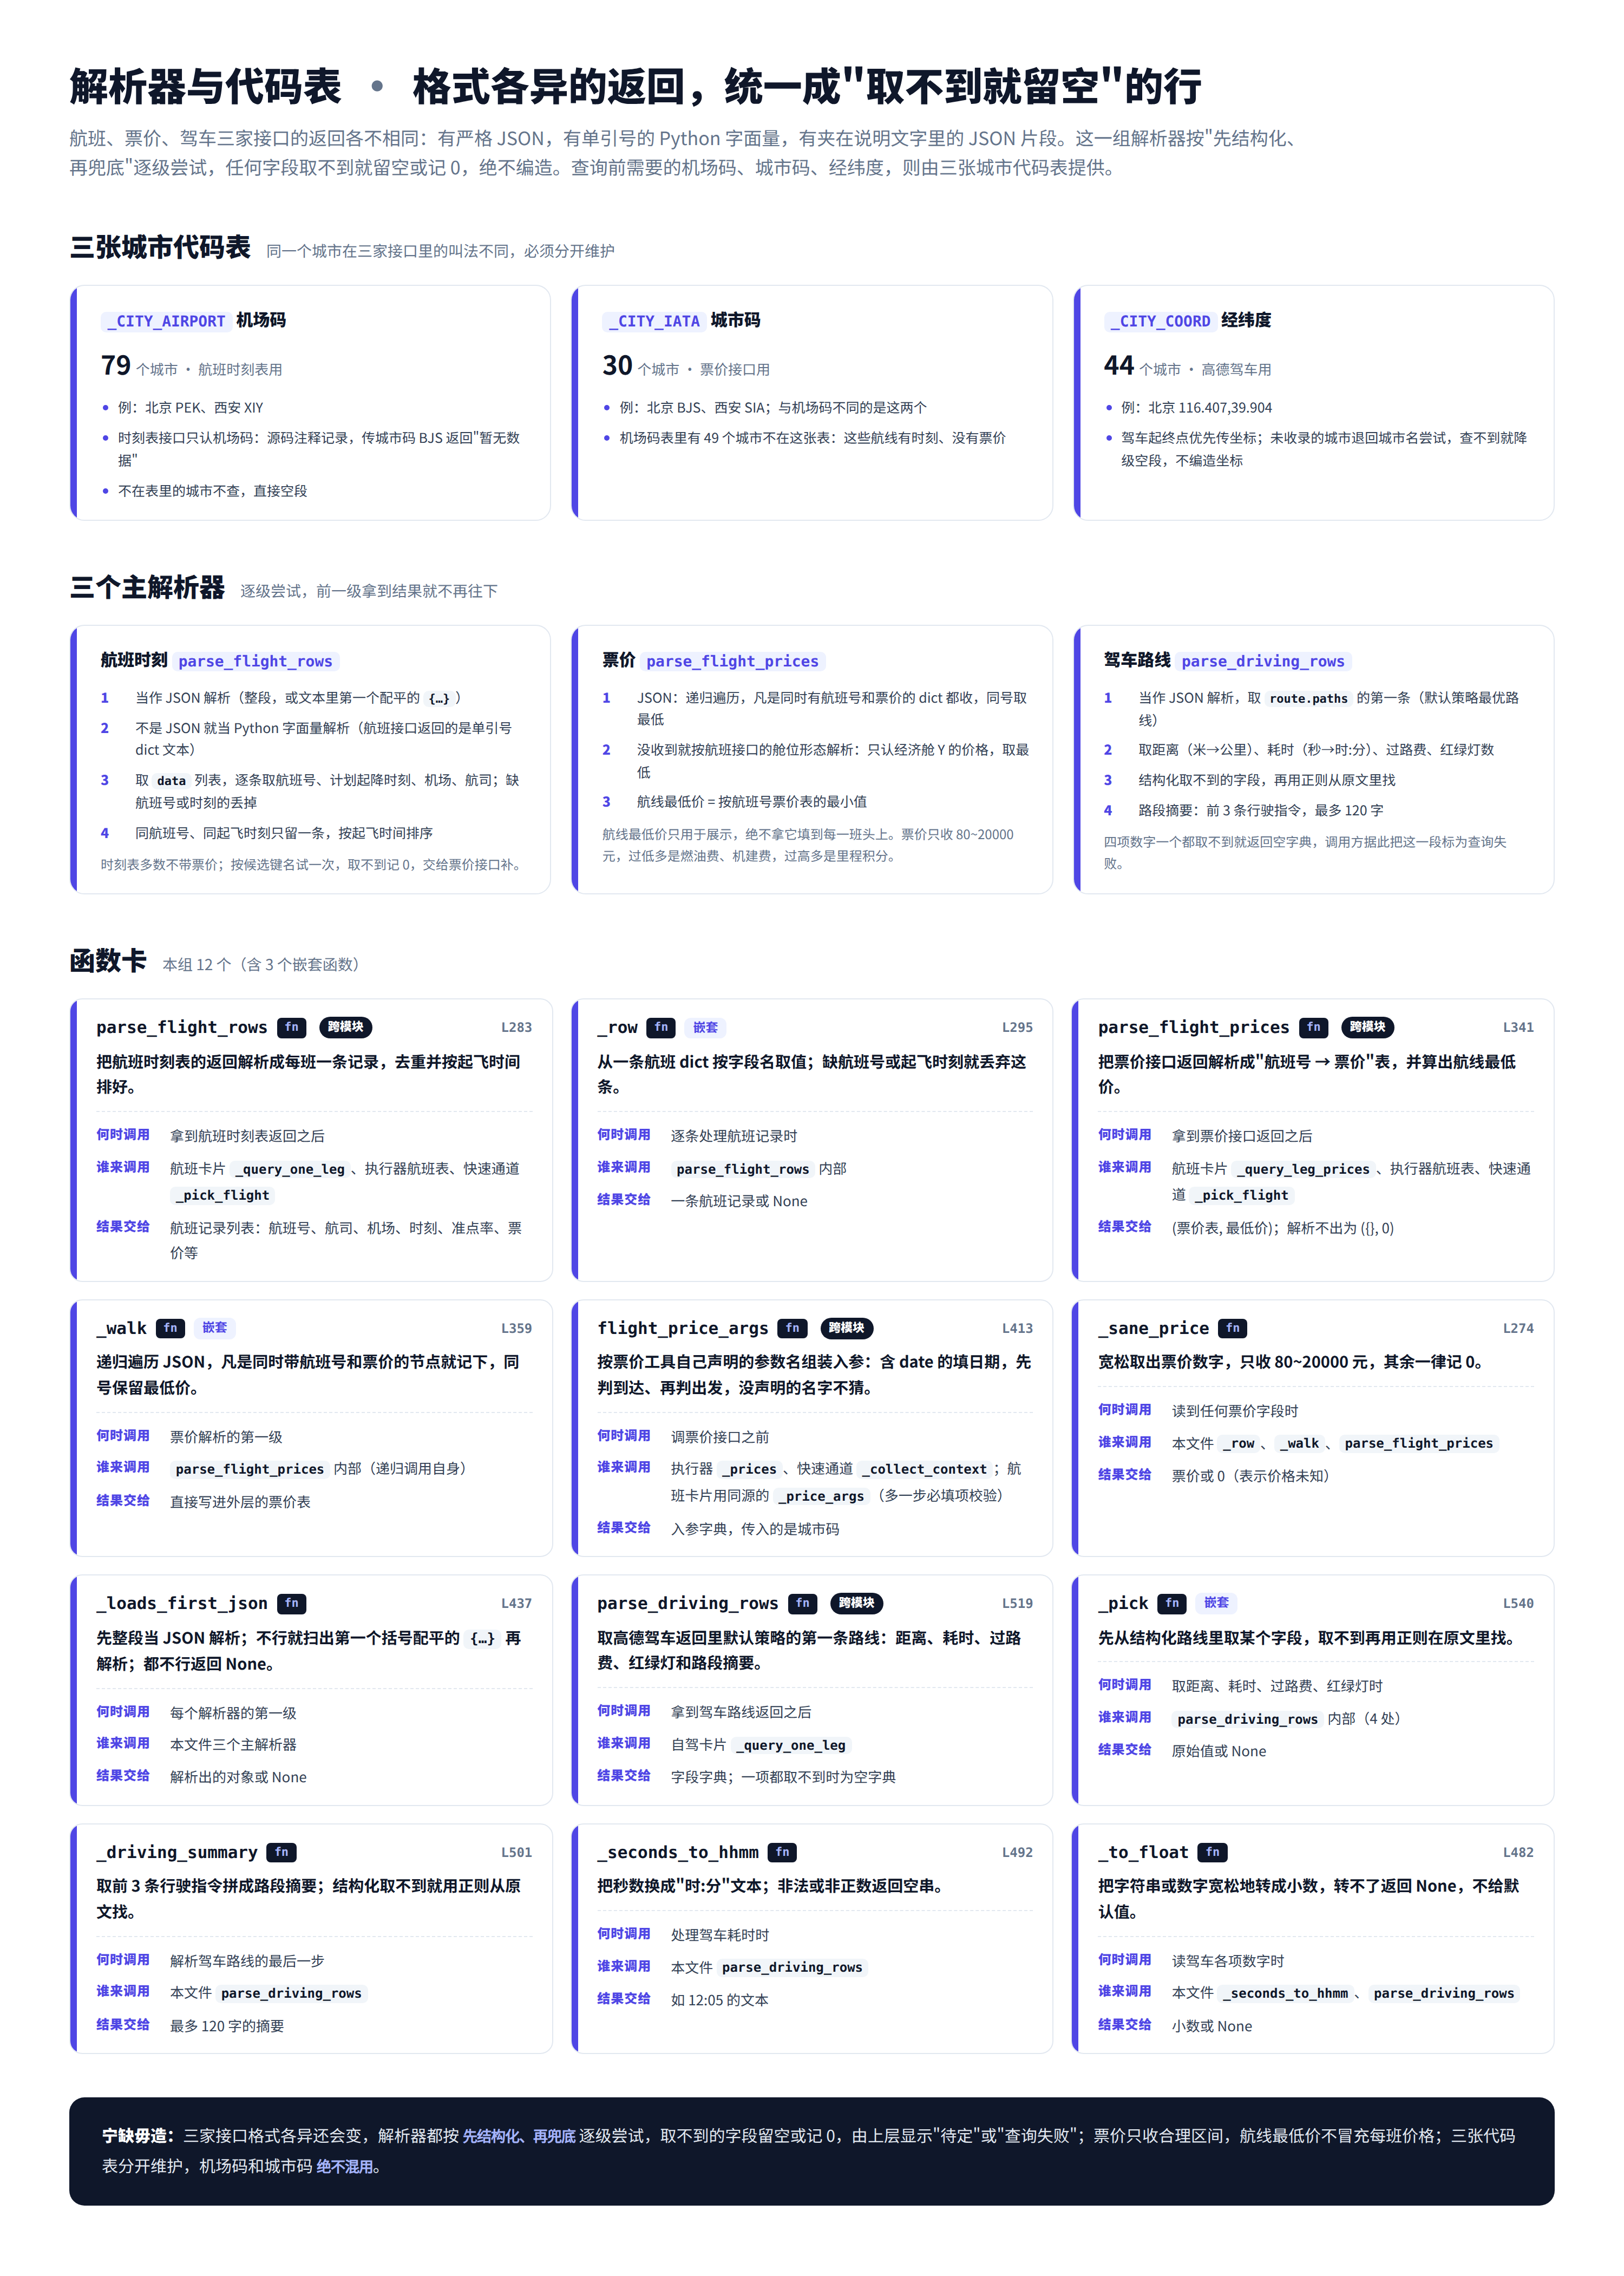 解析器与代码表 • 格式各异的返回，统一成"取不到就留空"的行
航班、票价、驾车三家接口的返回各不相同：有严格 JSON，有单引号的 Python 字面量，有夹在说明文字里的 JSON 片段。这一组解析器按"先结构化、
再兜底"逐级尝试，任何字段取不到就留空或记 0，绝不编造。查询前需要的机场码、城市码、经纬度，则由三张城市代码表提供。
三张城市代码表 同一个城市在三家接口里的叫法不同，必须分开维护
_CITY_AIRPORT 机场码
79 个城市 · 航班时刻表用
• 例：北京 PEK、西安 XIY
• 时刻表接口只认机场码：源码注释记录，传城市码 BJS 返回"暂无数
据"
• 不在表里的城市不查，直接空段
_CITY_IATA 城市码
30 个城市 · 票价接口用
• 例：北京 BJS、西安 SIA；与机场码不同的是这两个
• 机场码表里有 49 个城市不在这张表：这些航线有时刻、没有票价
_CITY_COORD 经纬度
44 个城市 · 高德驾车用
• 例：北京 116.407,39.904
• 驾车起终点优先传坐标；未收录的城市退回城市名尝试，查不到就降
级空段，不编造坐标
三个主解析器 逐级尝试，前一级拿到结果就不再往下
航班时刻 parse_flight_rows
1 当作 JSON 解析（整段，或文本里第一个配平的 {…}）
2 不是 JSON 就当 Python 字面量解析（航班接口返回的是单引号
dict 文本）
3 取 data 列表，逐条取航班号、计划起降时刻、机场、航司；缺
航班号或时刻的丢掉
4 同航班号、同起飞时刻只留一条，按起飞时间排序
时刻表多数不带票价；按候选键名试一次，取不到记 0，交给票价接口补。
票价 parse_flight_prices
1 JSON：递归遍历，凡是同时有航班号和票价的 dict 都收，同号取
最低
2 没收到就按航班接口的舱位形态解析：只认经济舱 Y 的价格，取最
低
3 航线最低价 = 按航班号票价表的最小值
航线最低价只用于展示，绝不拿它填到每一班头上。票价只收 80~20000
元，过低多是燃油费、机建费，过高多是里程积分。
驾车路线 parse_driving_rows
1 当作 JSON 解析，取 route.paths 的第一条（默认策略最优路
线）
2 取距离（米→公里）、耗时（秒→时:分）、过路费、红绿灯数
3 结构化取不到的字段，再用正则从原文里找
4 路段摘要：前 3 条行驶指令，最多 120 字
四项数字一个都取不到就返回空字典，调用方据此把这一段标为查询失
败。
函数卡 本组 12 个（含 3 个嵌套函数）
parse_flight_rows fn 跨模块 L283
把航班时刻表的返回解析成每班一条记录，去重并按起飞时间
排好。
何时调用 拿到航班时刻表返回之后
谁来调用 航班卡片 _query_one_leg 、执行器航班表、快速通道
_pick_flight
结果交给 航班记录列表：航班号、航司、机场、时刻、准点率、票
价等
_row fn 嵌套 L295
从一条航班 dict 按字段名取值；缺航班号或起飞时刻就丢弃这
条。
何时调用 逐条处理航班记录时
谁来调用 parse_flight_rows 内部
结果交给 一条航班记录或 None
parse_flight_prices fn 跨模块 L341
把票价接口返回解析成"航班号 → 票价"表，并算出航线最低
价。
何时调用 拿到票价接口返回之后
谁来调用 航班卡片 _query_leg_prices 、执行器航班表、快速通
道 _pick_flight
结果交给 (票价表, 最低价)；解析不出为 ({}, 0)
_walk fn 嵌套 L359
递归遍历 JSON，凡是同时带航班号和票价的节点就记下，同
号保留最低价。
何时调用 票价解析的第一级
谁来调用 parse_flight_prices 内部（递归调用自身）
结果交给 直接写进外层的票价表
flight_price_args fn 跨模块 L413
按票价工具自己声明的参数名组装入参：含 date 的填日期，先
判到达、再判出发，没声明的名字不猜。
何时调用 调票价接口之前
谁来调用 执行器 _prices 、快速通道 _collect_context ；航
班卡片用同源的 _price_args （多一步必填项校验）
结果交给 入参字典，传入的是城市码
_sane_price fn L274
宽松取出票价数字，只收 80~20000 元，其余一律记 0。
何时调用 读到任何票价字段时
谁来调用 本文件 _row 、 _walk 、 parse_flight_prices
结果交给 票价或 0（表示价格未知）
_loads_first_json fn L437
先整段当 JSON 解析；不行就扫出第一个括号配平的 {…} 再
解析；都不行返回 None。
何时调用 每个解析器的第一级
谁来调用 本文件三个主解析器
结果交给 解析出的对象或 None
parse_driving_rows fn 跨模块 L519
取高德驾车返回里默认策略的第一条路线：距离、耗时、过路
费、红绿灯和路段摘要。
何时调用 拿到驾车路线返回之后
谁来调用 自驾卡片 _query_one_leg
结果交给 字段字典；一项都取不到时为空字典
_pick fn 嵌套 L540
先从结构化路线里取某个字段，取不到再用正则在原文里找。
何时调用 取距离、耗时、过路费、红绿灯时
谁来调用 parse_driving_rows 内部（4 处）
结果交给 原始值或 None
_driving_summary fn L501
取前 3 条行驶指令拼成路段摘要；结构化取不到就用正则从原
文找。
何时调用 解析驾车路线的最后一步
谁来调用 本文件 parse_driving_rows
结果交给 最多 120 字的摘要
_seconds_to_hhmm fn L492
把秒数换成"时:分"文本；非法或非正数返回空串。
何时调用 处理驾车耗时时
谁来调用 本文件 parse_driving_rows
结果交给 如 12:05 的文本
_to_float fn L482
把字符串或数字宽松地转成小数，转不了返回 None，不给默
认值。
何时调用 读驾车各项数字时
谁来调用 本文件 _seconds_to_hhmm 、 parse_driving_rows
结果交给 小数或 None
宁缺毋造：三家接口格式各异还会变，解析器都按 先结构化、再兜底 逐级尝试，取不到的字段留空或记 0，由上层显示"待定"或"查询失败"；票价只收合理区间，航线最低价不冒充每班价格；三张代码
表分开维护，机场码和城市码 绝不混用。